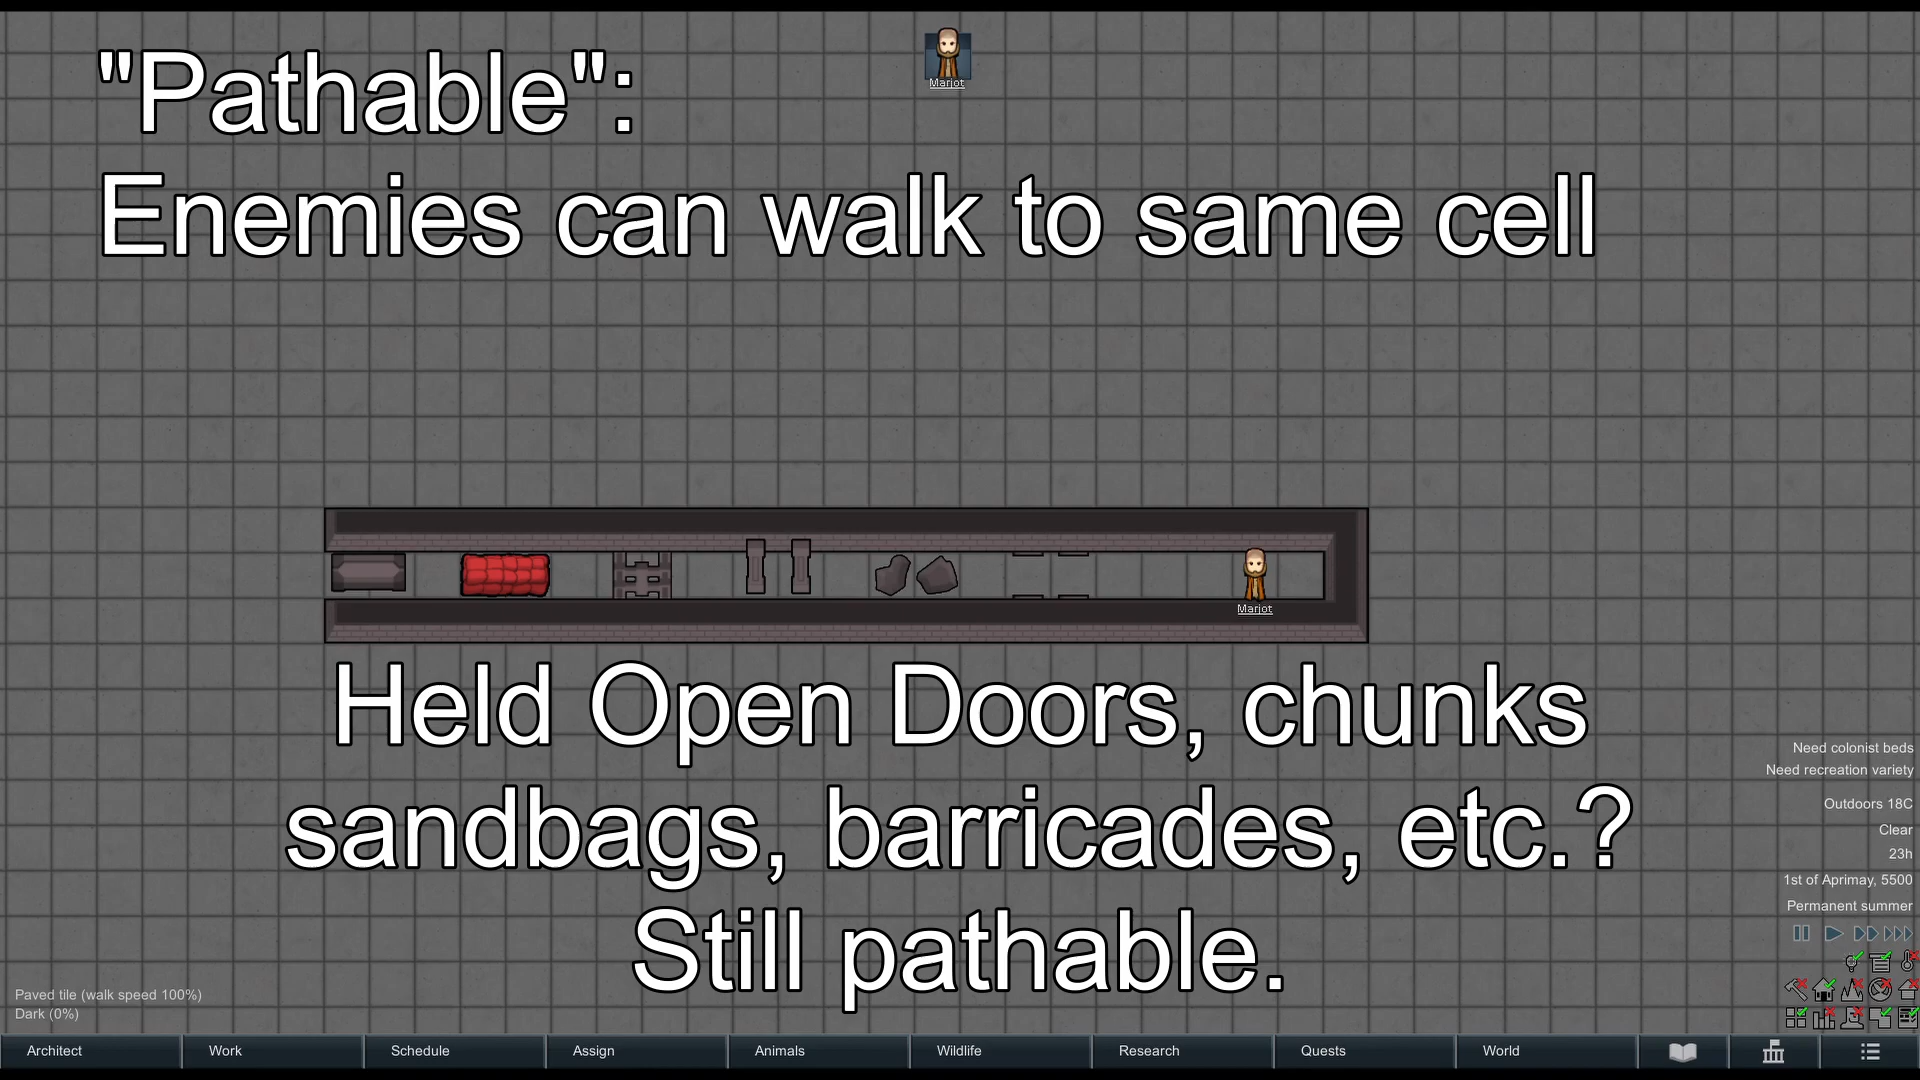 Mariot
"Pathable":
Enemies can walk to same cell
Mariot
Held Open Doors, chunks
sandbags, barricades, etc.?
Still pathable.
Need colonist beds
Need recreation variety
Outdoors 18C
Clear
23h
1st of Aprimay, 5500
Permanent summer
Paved tile (walk speed 100%)
Dark (0%)
Architect
Work
Schedule
Assign
Animals
Wildlife
Research
Quests
World